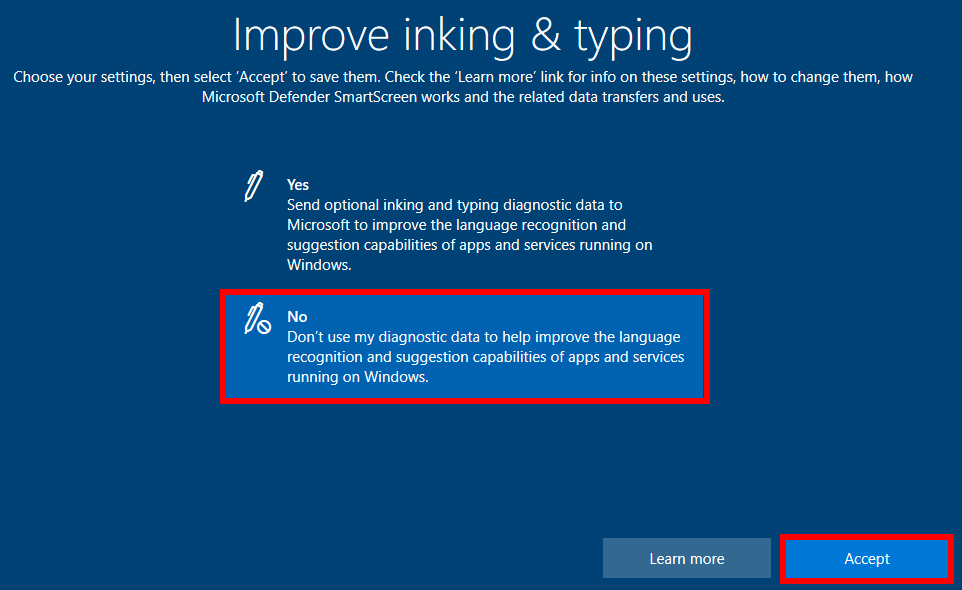 Improve inking & typing
Choose your settings, then select ‘Accept’ to save them. Check the ‘Learn more’ link for info on these settings, how to change them, how
Microsoft Defender SmartScreen works and the related data transfers and uses.
Yes
Send optional inking and typing diagnostic data to
Microsoft to improve the language recognition and
suggestion capabilities of apps and services running on
Windows.
No
Don’t use my diagnostic data to help improve the language
recognition and suggestion capabilities of apps and services
running on Windows.
Learn more
Accept